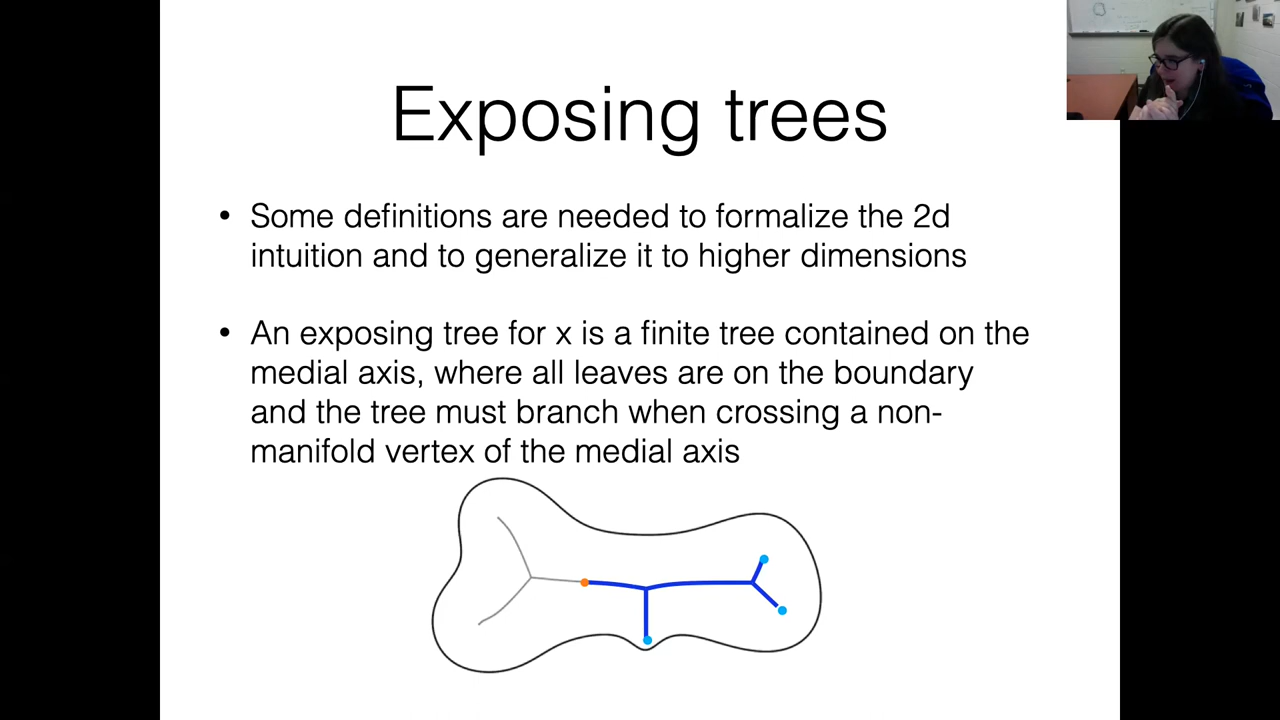 Exposing trees
• Some definitions are needed to formalize the 2d
intuition and to generalize it to higher dimensions
• An exposing tree for x is a finite tree contained on the
medial axis, where all leaves are on the boundary
and the tree must branch when crossing a non-
manifold vertex of the medial axis